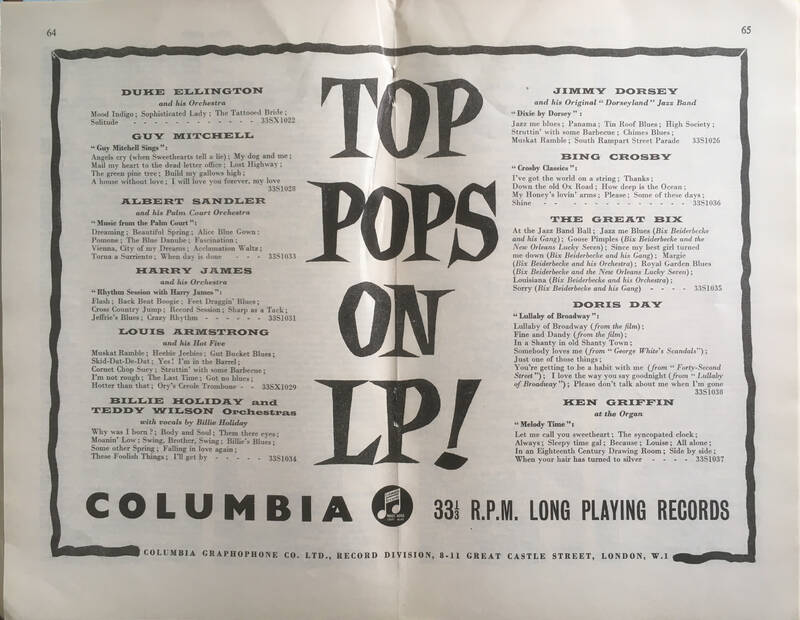 64
65
DUKE ELLINGTON
and his Orchestra
Mood Indigo; Sophisticated Lady; The Tattooed Bride;
Solitude - - - - - - - - - - - - - 33SX1022
GUY MITCHELL
"Guy Mitchell Sings":
Angels cry (when Sweethearts tell a lie); My dog and me;
Mail my heart to the dead letter office; Lost Highway;
The green pine tree; Build my gallows high;
A house without love; I will love you forever, my love
33S1028
ALBERT SANDLER
and his Palm Court Orchestra
"Music from the Palm Court":
Dreaming; Beautiful Spring; Alice Blue Gown;
Pomone; The Blue Danube; Fascination;
Vienna, City of my Dreams; Acclamation Waltz;
Torna a Surriento; When day is done - - - - 33S1033
HARRY JAMES
and his Orchestra
"Rhythm Session with Harry James":
Flash; Back Beat Boogie; Feet Draggin' Blues;
Cross Country Jump; Record Session; Sharp as a Tack;
Jeffrie's Blues; Crazy Rhythm - - - - - - 33S1031
LOUIS ARMSTRONG
and his Hot Five
Muskat Ramble; Heebie Jeebies; Gut Bucket Blues;
Skid-Dat-De-Dat; Yes! I'm in the Barrel;
Cornet Chop Suey; Struttin' with some Barbecue;
I'm not rough; The Last Time; Got no blues;
Hotter than that; Ory's Creole Trombone - - 33SX1029
BILLIE HOLIDAY and
TEDDY WILSON Orchestras
with vocals by Billie Holiday
Why was I born?; Body and Soul; Them there eyes;
Moanin' Low; Swing, Brother, Swing; Billie's Blues;
Some other Spring; Falling in love again;
These Foolish Things; I'll get by - - - - - 33S1034
TOP
POPS
ON
LP!
JIMMY DORSEY
and his Original "Dorseyland" Jazz Band
"Dixie by Dorsey":
Jazz me blues; Panama; Tin Roof Blues; High Society;
Struttin' with some Barbecue; Chimes Blues;
Muskat Ramble; South Rampart Street Parade 33S1026
BING CROSBY
"Crosby Classics":
I've got the world on a string; Thanks;
Down the old Ox Road; How deep is the Ocean;
My Honey's lovin' arms; Please; Some of these days;
Shine - - - - - - - - - - - - - 33S1036
THE GREAT BIX
At the Jazz Band Ball; Jazz me Blues (Bix Beiderbecke
and his Gang); Goose Pimples (Bix Beiderbecke and the
New Orleans Lucky Seven); Since my best girl turned
me down (Bix Beiderbecke and his Gang); Margie
(Bix Beiderbecke and his Orchestra); Royal Garden Blues
(Bix Beiderbecke and the New Orleans Lucky Seven);
Louisiana (Bix Beiderbecke and his Orchestra);
Sorry (Bix Beiderbecke and his Gang) - - - - 33S1035
DORIS DAY
"Lullaby of Broadway":
Lullaby of Broadway (from the film);
Fine and Dandy (from the film);
In a Shanty in old Shanty Town;
Somebody loves me (from "George White's Scandals");
Just one of those things;
You're getting to be a habit with me (from "Forty-Second
Street"); I love the way you say goodnight (from "Lullaby
of Broadway"); Please don't talk about me when I'm gone
33S1038
KEN GRIFFIN
at the Organ
"Melody Time":
Let me call you sweetheart; The syncopated clock;
Always; Sleepy time gal; Because; Louise; All alone;
In an Eighteenth Century Drawing Room; Side by side;
When your hair has turned to silver - - - - - 33S1037
COLUMBIA 33⅓ R.P.M. LONG PLAYING RECORDS
COLUMBIA GRAPHOPHONE CO. LTD., RECORD DIVISION, 8-11 GREAT CASTLE STREET, LONDON, W.1